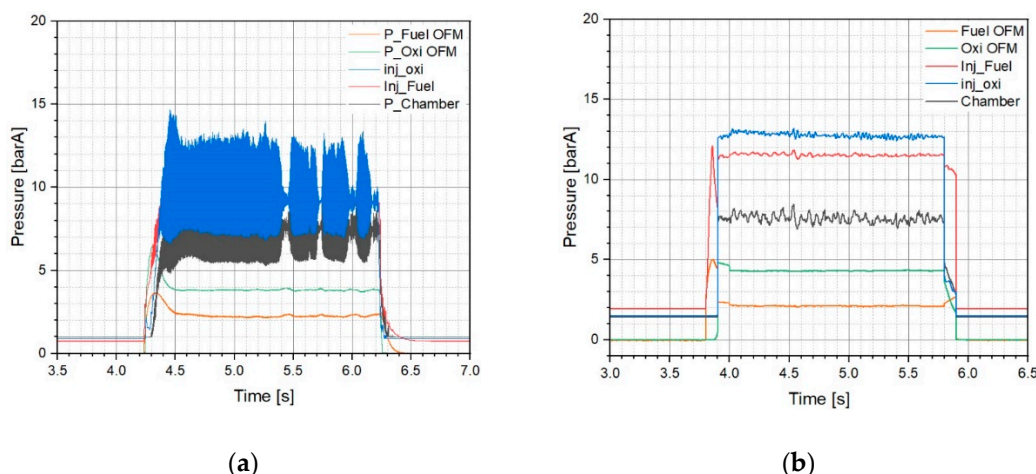 20
15
10
5
0
Pressure [barA]
P_Fuel OFM
P_Oxi OFM
inj_oxi
Inj_Fuel
P_Chamber
3.5 4.0 4.5 5.0 5.5 6.0 6.5 7.0
Time [s]
(a)
20
15
10
5
0
Pressure [barA]
Fuel OFM
Oxi OFM
Inj_Fuel
inj_oxi
Chamber
3.0 3.5 4.0 4.5 5.0 5.5 6.0 6.5
Time [s]
(b)